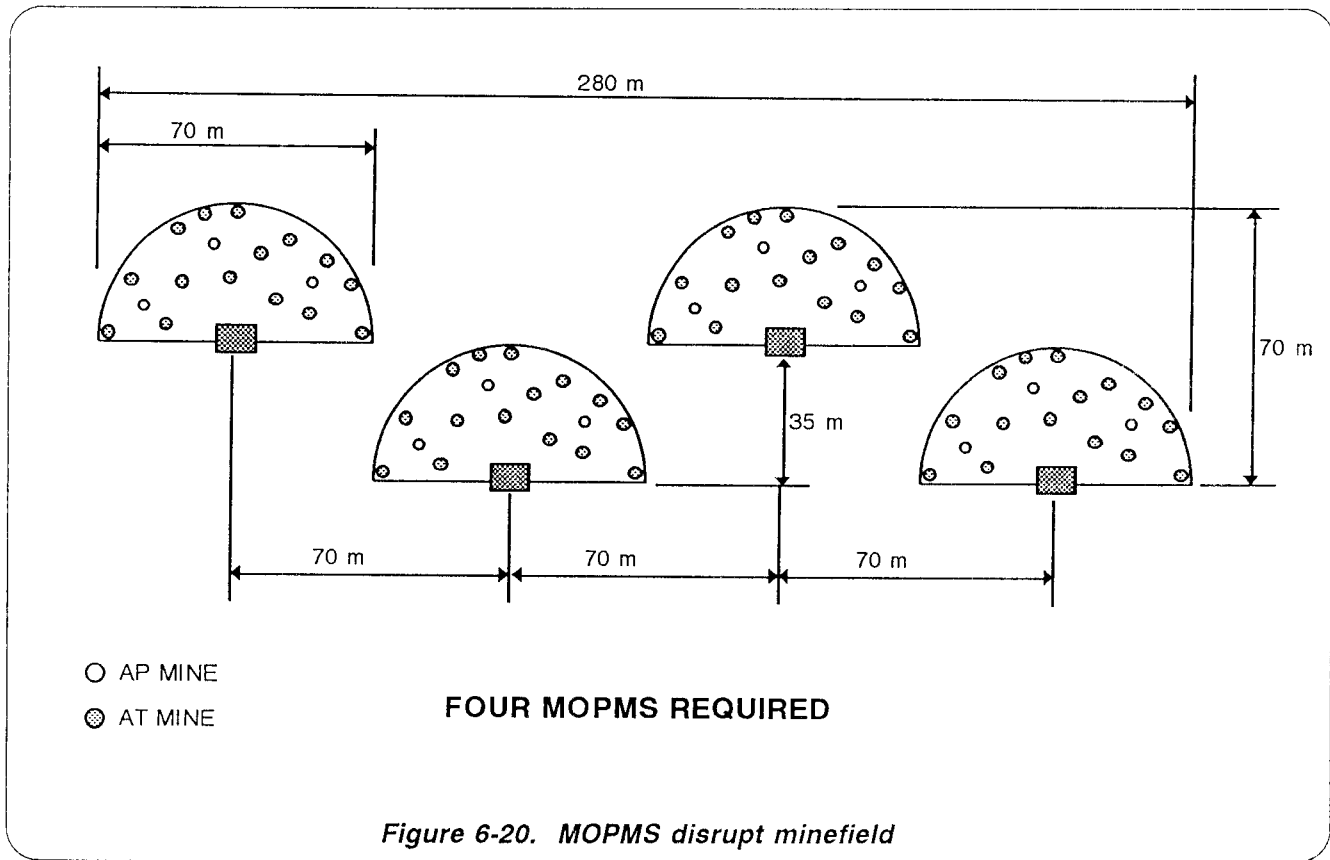 280 m
70 m
70 m
35 m
70 m
70 m
70 m
AP MINE
AT MINE
FOUR MOPMS REQUIRED
Figure 6-20. MOPMS disrupt minefield